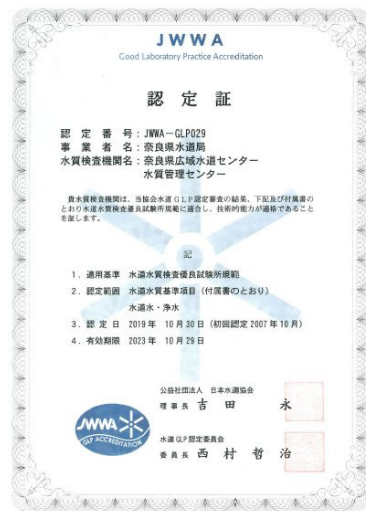 JWWA
Good Laboratory Practice Accreditation
認定証
認定番号：JWWA－GLP029
事業者名：奈良県水道局
水質検査機関名：奈良県広域水道センター
水質管理センター
貴水質検査機関は、当協会水道GLP認定審査の結果、下記及び付属書の
とおり水道水質検査優良試験所規範に適合し、技術的能力が適格であること
を証します。
記
1．適用基準 水道水質検査優良試験所規範
2．認定範囲 水道水質基準項目（付属書のとおり）
水道水・浄水
3．認定日 2019年 10月30日（初回認定2007年10月）
4．有効期限 2023年 10月29日
公益社団法人 日本水道協会
理事長 吉田 永
水道GLP認定委員会
委員長 西村哲治
JWWA
GLP ACCREDITATION